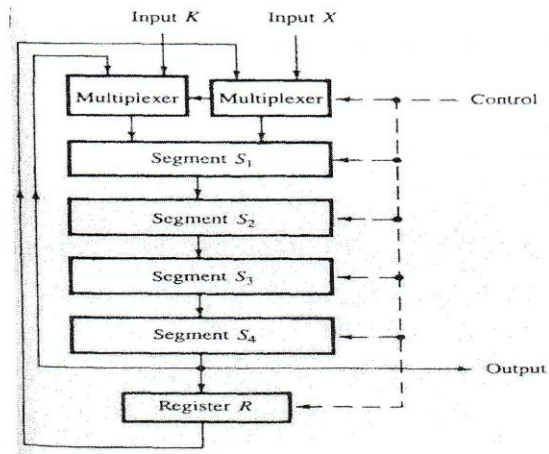 Input K Input X
Multiplexer Multiplexer Control
Segment S1
Segment S2
Segment S3
Segment S4
Output
Register R